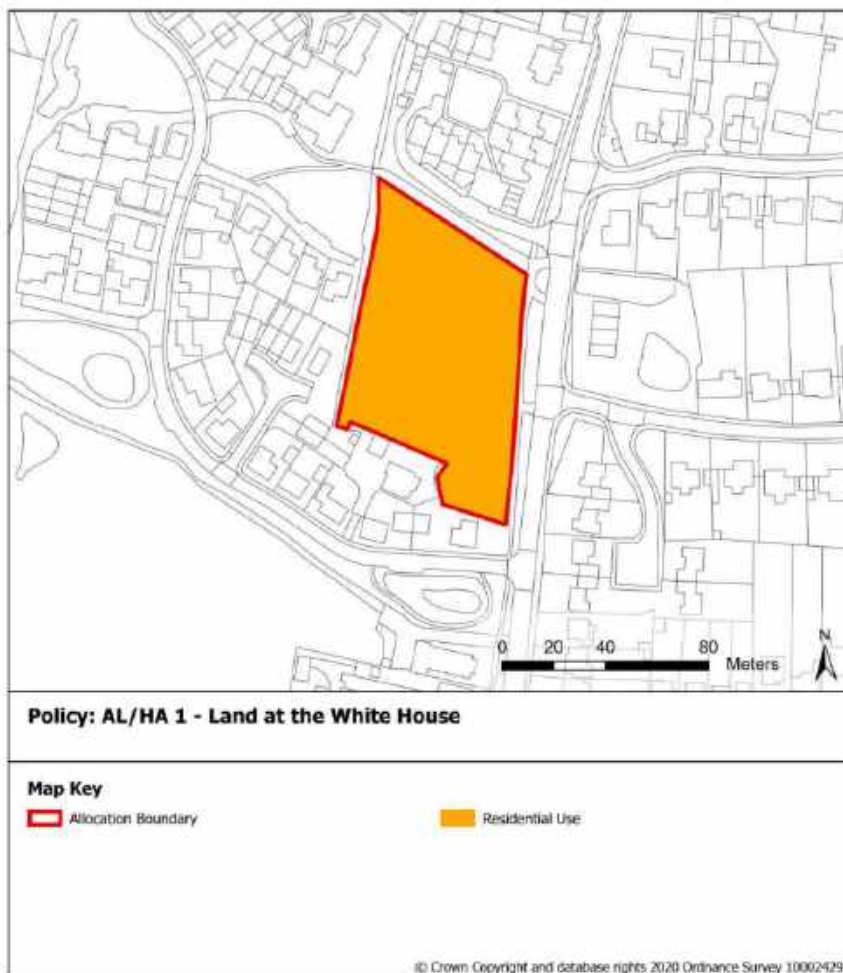 N
0 20 40 80
Meters
Policy: AL/HA 1 - Land at the White House
Map Key
Allocation Boundary
Residential Use
© Crown Copyright and database rights 2020 Ordnance Survey 10002429